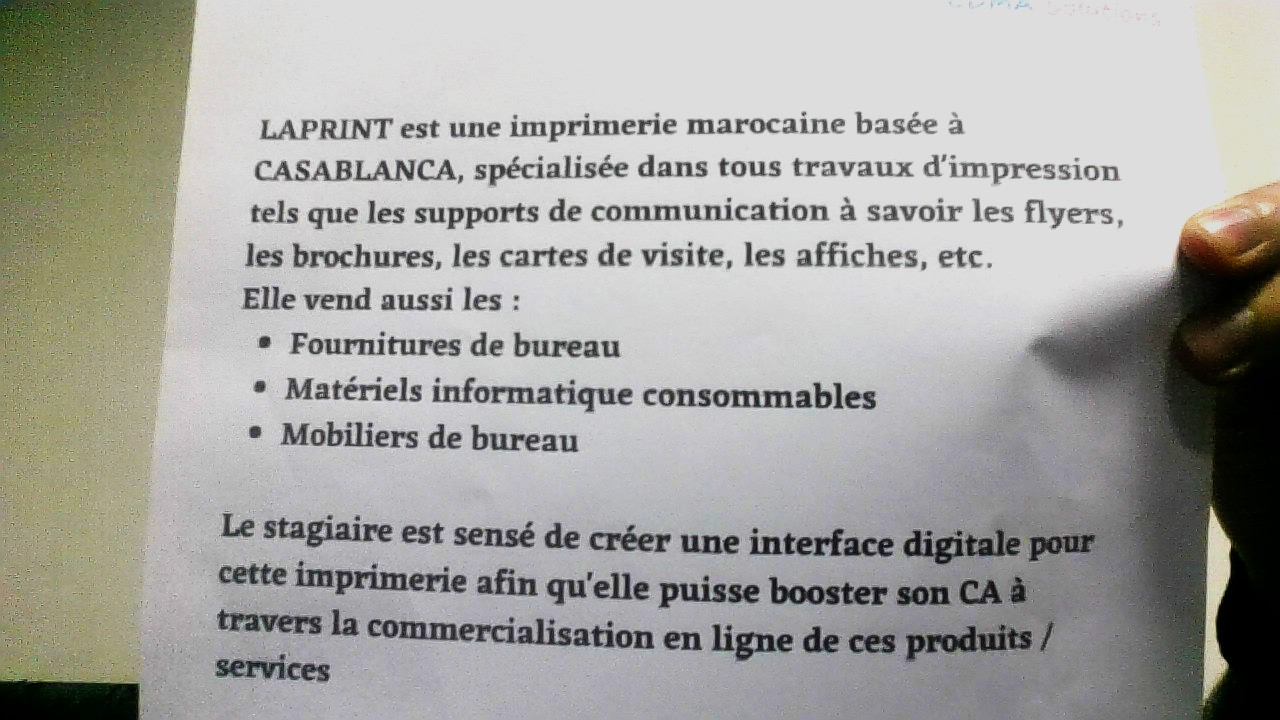 Solutions
LAPRINT est une imprimerie marocaine basée à
CASABLANCA, spécialisée dans tous travaux d'impression
tels que les supports de communication à savoir les flyers,
les brochures, les cartes de visite, les affiches, etc.
Elle vend aussi les :
• Fournitures de bureau
• Matériels informatique consommables
• Mobiliers de bureau
Le stagiaire est sensé de créer une interface digitale pour
cette imprimerie afin qu'elle puisse booster son CA à
travers la commercialisation en ligne de ces produits /
services